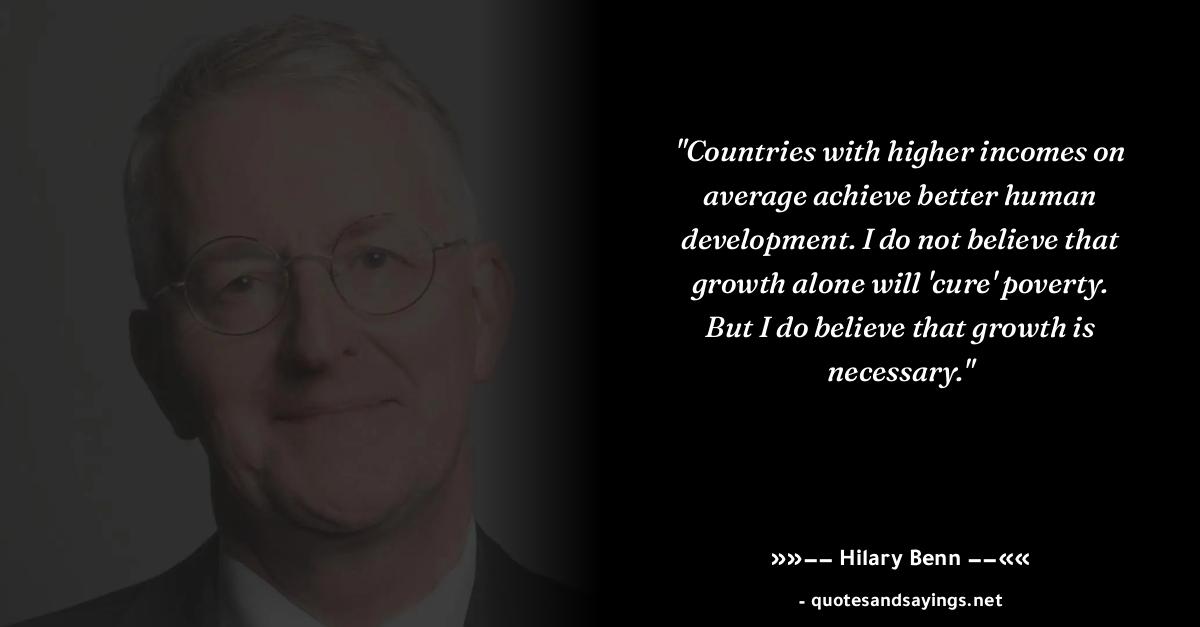 "Countries with higher incomes on
average achieve better human
development. I do not believe that
growth alone will 'cure' poverty.
But I do believe that growth is
necessary."
»»–– Hilary Benn ––««
- quotesandsayings.net